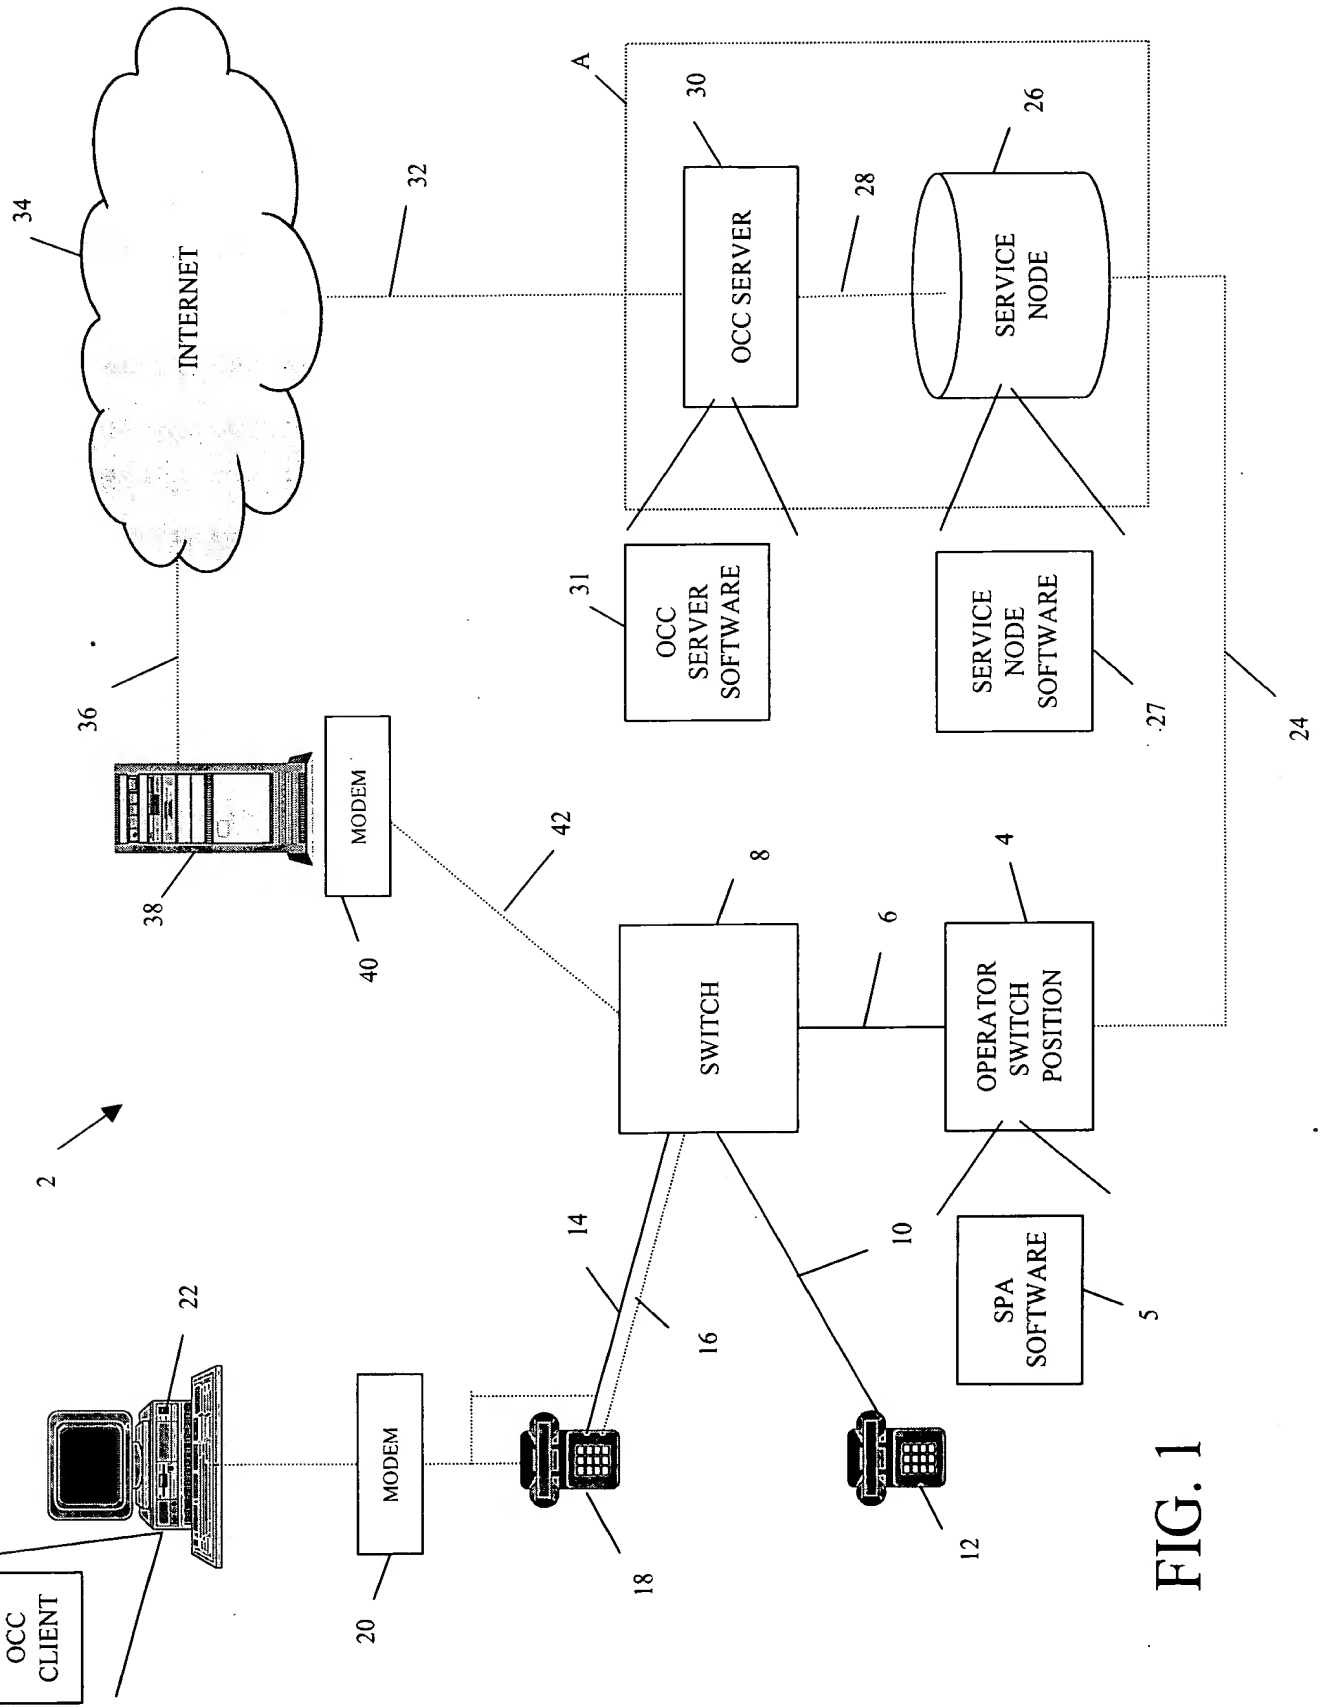 OCC
CLIENT
2
34
36
38
22
INTERNET
20
MODEM
40
MODEM
32
18
14
42
A
31
30
16
OCC
SERVER
SOFTWARE
SWITCH
8
OCC SERVER
28
12
10
6
SPA
SOFTWARE
5
OPERATOR
SWITCH
POSITION
4
SERVICE
NODE
SOFTWARE
27
SERVICE
NODE
26
24
FIG. 1